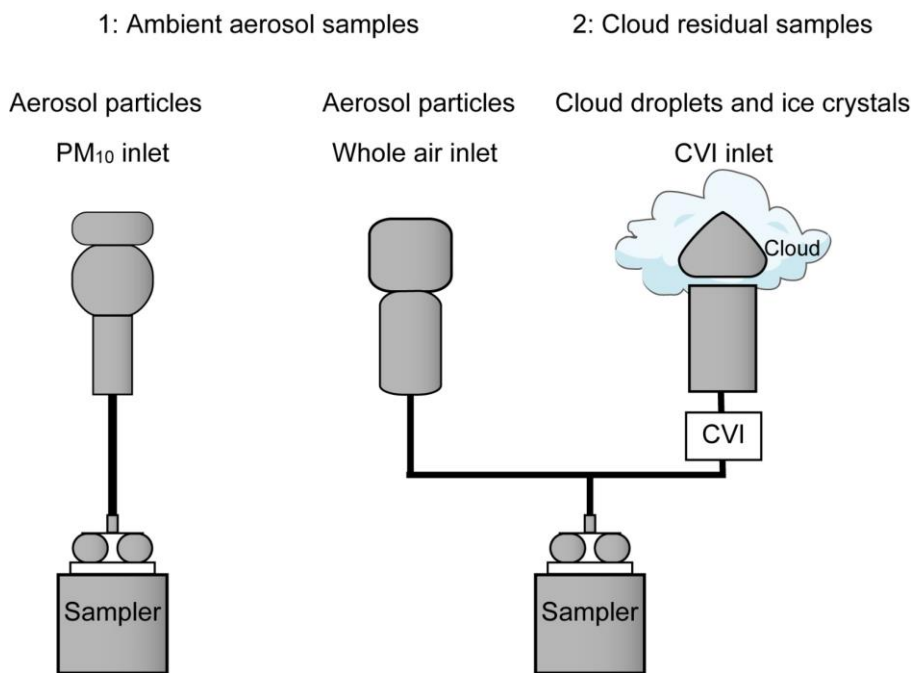 1: Ambient aerosol samples
2: Cloud residual samples
Aerosol particles
PM₁₀ inlet
Aerosol particles
Whole air inlet
Cloud droplets and ice crystals
CVI inlet
Cloud
CVI
Sampler
Sampler